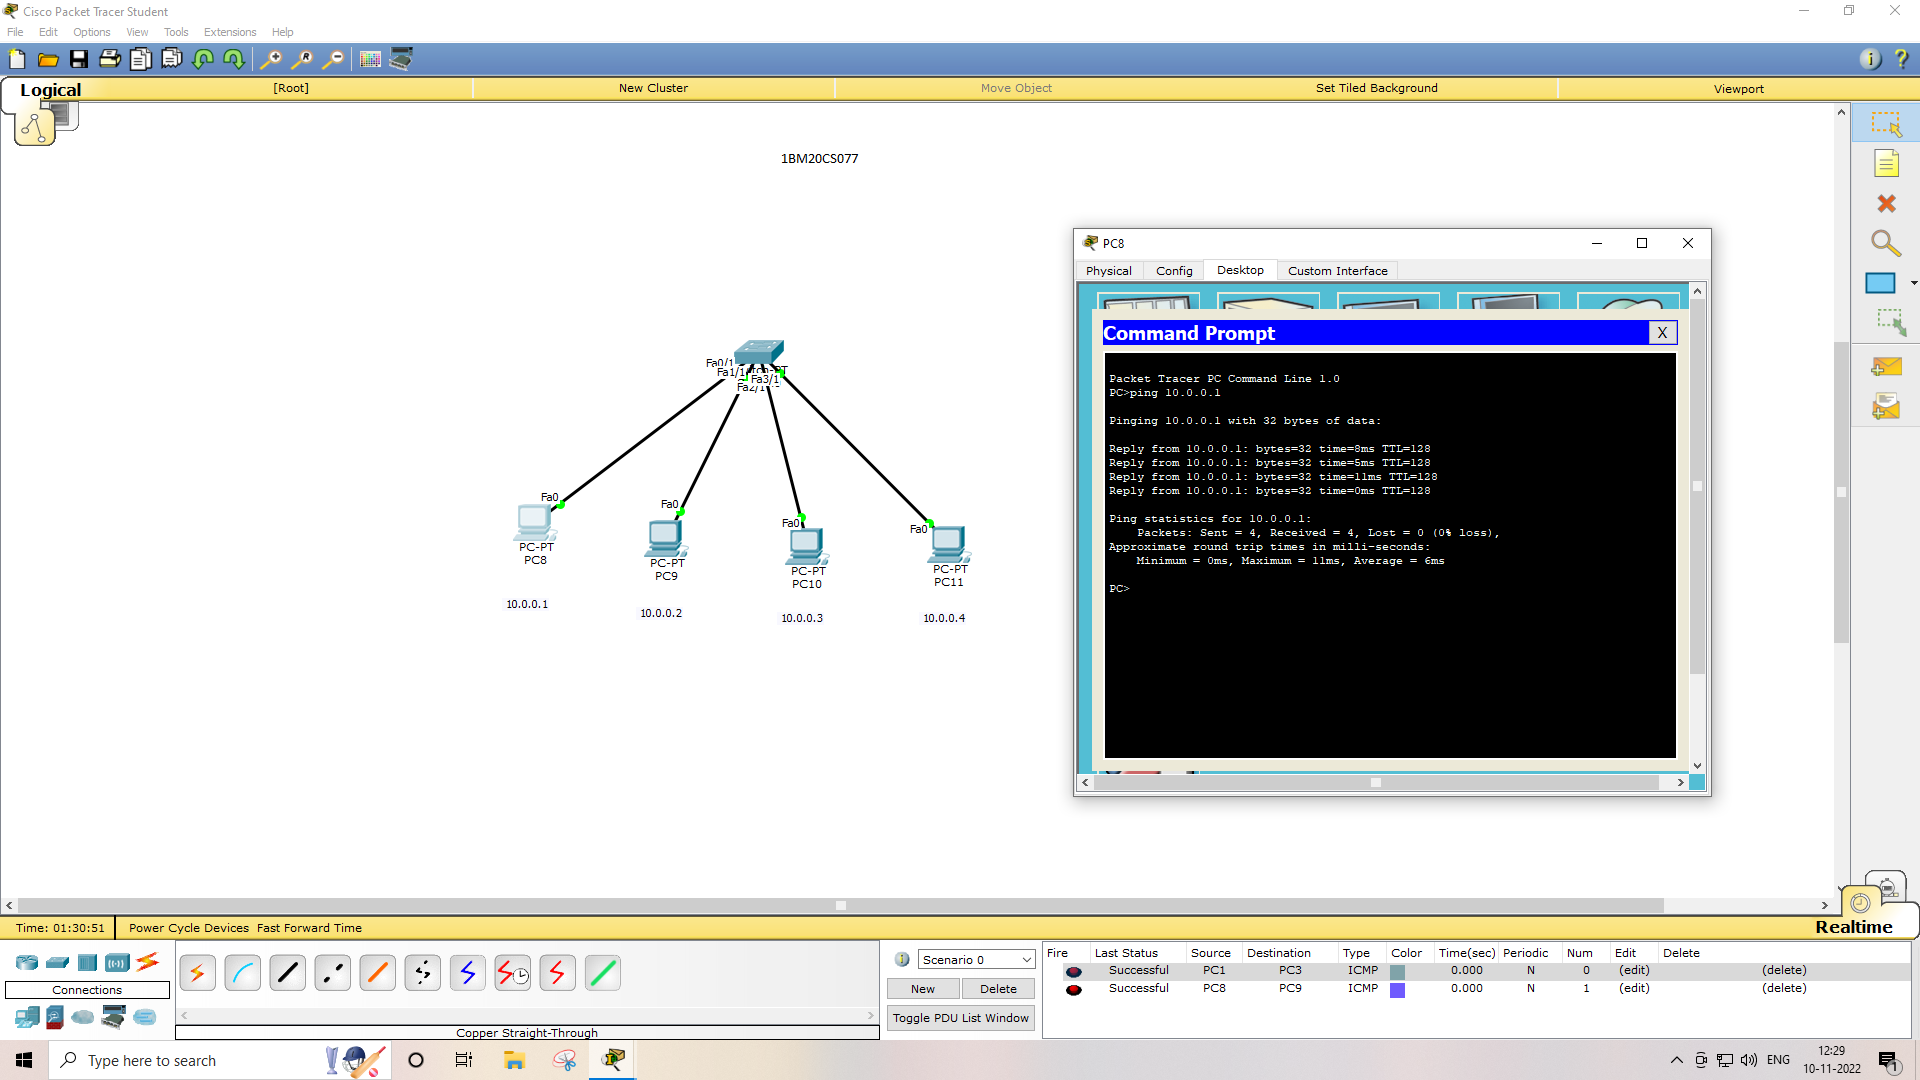 Cisco Packet Tracer Student
File Edit Options View Tools Extensions Help
Logical [Root] New Cluster Move Object Set Tiled Background Viewport
1BM20CS077
PC8
Physical Config Desktop Custom Interface
Command Prompt X
Packet Tracer PC Command Line 1.0
PC>ping 10.0.0.1
Pinging 10.0.0.1 with 32 bytes of data:
Reply from 10.0.0.1: bytes=32 time=8ms TTL=128
Reply from 10.0.0.1: bytes=32 time=5ms TTL=128
Reply from 10.0.0.1: bytes=32 time=11ms TTL=128
Reply from 10.0.0.1: bytes=32 time=0ms TTL=128
Ping statistics for 10.0.0.1:
Packets: Sent = 4, Received = 4, Lost = 0 (0% loss),
Approximate round trip times in milli-seconds:
Minimum = 0ms, Maximum = 11ms, Average = 6ms
PC>
Fa0/1
Fa1/1
Fa3/1
Fa2/1
Fa0 Fa0 Fa0 Fa0
PC-PT PC-PT PC-PT PC-PT
PC8 PC9 PC10 PC11
10.0.0.1 10.0.0.2 10.0.0.3 10.0.0.4
Time: 01:30:51 Power Cycle Devices Fast Forward Time Realtime
Connections
Copper Straight-Through
Scenario 0
New Delete
Toggle PDU List Window
Fire Last Status Source Destination Type Color Time(sec) Periodic Num Edit Delete
Successful PC1 PC3 ICMP 0.000 N 0 (edit) (delete)
Successful PC8 PC9 ICMP 0.000 N 1 (edit) (delete)
Type here to search
ENG
12:29
10-11-2022
1